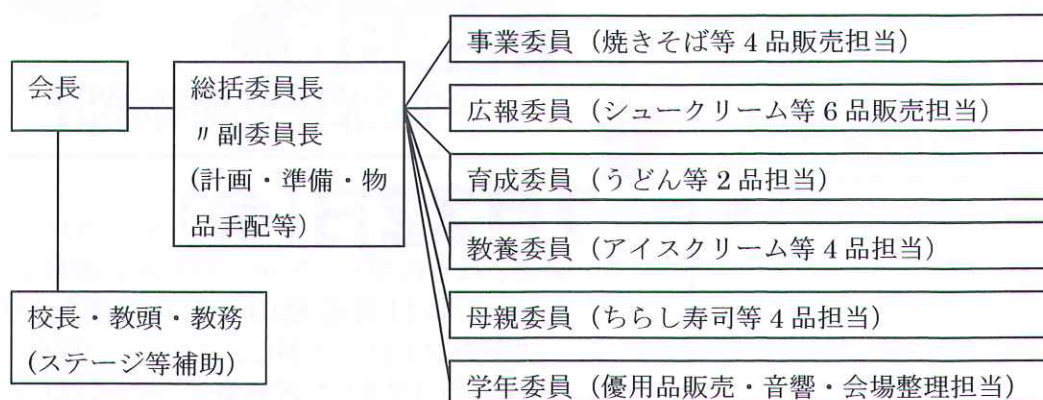 会長
総括委員長
〃副委員長
(計画・準備・物
品手配等)
校長・教頭・教務
(ステージ等補助)
事業委員（焼きそば等４品販売担当）
広報委員（シュークリーム等６品販売担当）
育成委員（うどん等２品担当）
教養委員（アイスクリーム等４品担当）
母親委員（ちらし寿司等４品担当）
学年委員（優用品販売・音響・会場整理担当）